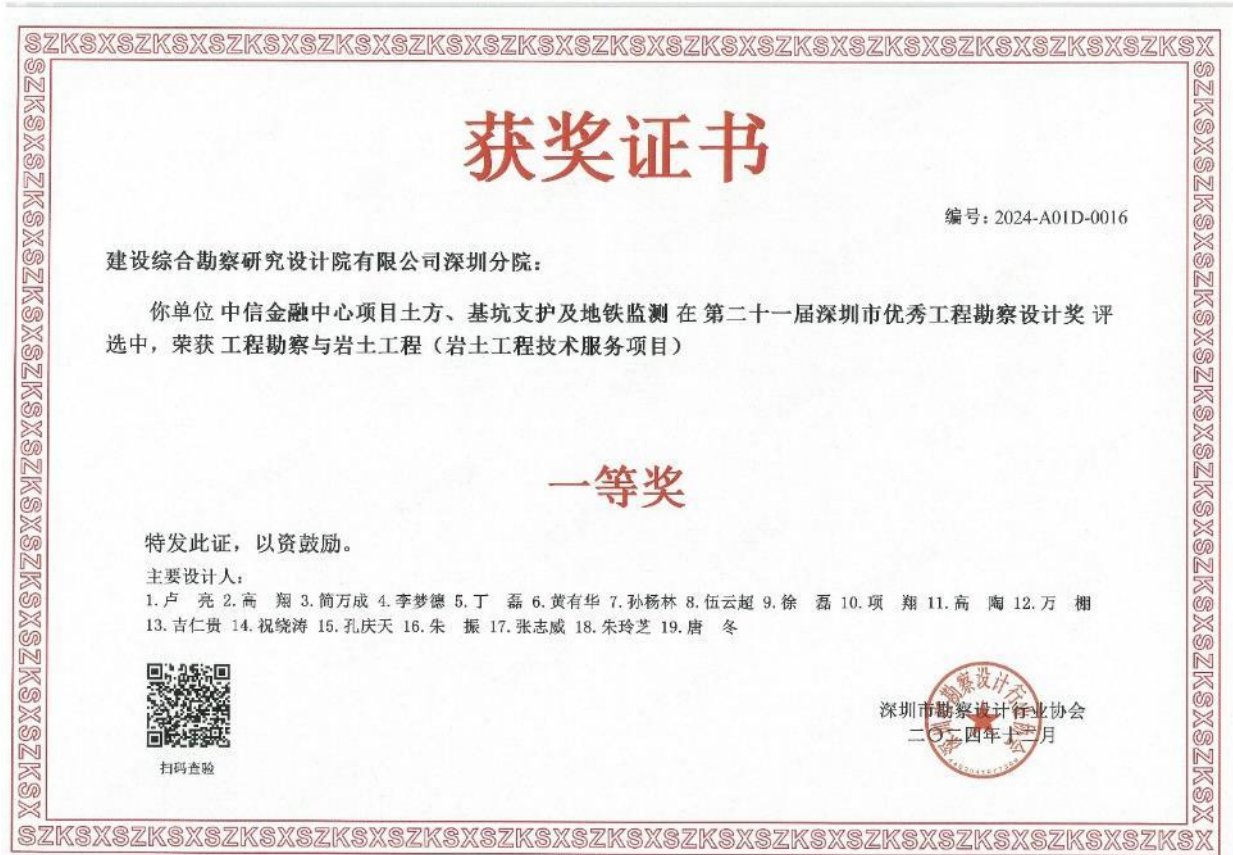 SZKSXSZKSXSZKSXSZKSXSZKSXSZKSXSZKSXSZKSXSZKSXSZKSXSZKSXSZKSX
获奖证书
编号：2024-A01D-0016
建设综合勘察研究设计院有限公司深圳分院：
你单位 中信金融中心项目土方、基坑支护及地铁监测 在 第二十一届深圳市优秀工程勘察设计奖 评
选中，荣获 工程勘察与岩土工程（岩土工程技术服务项目）
一等奖
特发此证，以资鼓励。
主要设计人：
1.卢 亮 2.高 翔 3.简万成 4.李梦德 5.丁 磊 6.黄有华 7.孙杨林 8.伍云超 9.徐 磊 10.项 翔 11.高 陶 12.万 棚
13.吉仁贵 14.祝绕涛 15.孔庆天 16.朱 振 17.张志威 18.朱玲芝 19.唐 冬
扫码查验
深圳市勘察设计行业协会
二〇二四年十二月
SZKSXSZKSXSZKSXSZKSXSZKSXSZKSXSZKSXSZKSXSZKSXSZKSXSZKSXSZKSX